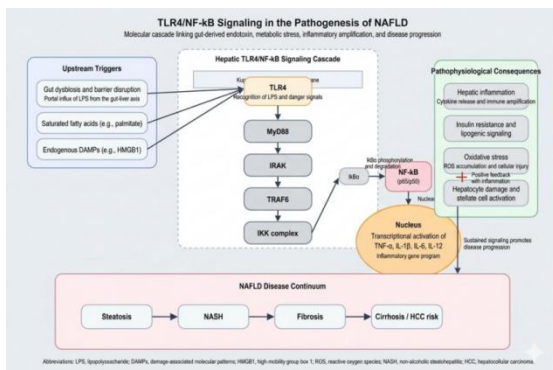 TLR4/NF-kB Signaling in the Pathogenesis of NAFLD
Molecular cascade linking gut-derived endotoxin, metabolic stress, inflammatory amplification, and disease progression
Upstream Triggers
Gut dysbiosis and barrier disruption
Portal influx of LPS from the gut-liver axis
Saturated fatty acids (e.g., palmitate)
Endogenous DAMPs (e.g., HMGB1)
Hepatic TLR4/NF-kB Signaling Cascade
TLR4
Recognition of LPS and danger signals
MyD88
IRAK
TRAF6
IKK complex
IkBα
IKBα phosphorylation
and degradation
NF-kB
(p65/p50)
Nucleus
Transcriptional activation of
TNF-α, IL-1β, IL-6, IL-12
Inflammatory gene program
Pathophysiological Consequences
Hepatic inflammation
Cytokine release and immune amplification
Insulin resistance and
lipogenic signaling
Oxidative stress
ROS accumulation and cellular injury
Positive feedback
with inflammation
Hepatocyte damage and
stellate cell activation
Sustained signaling promotes
disease progression
NAFLD Disease Continuum
Steatosis
NASH
Fibrosis
Cirrhosis / HCC risk
Abbreviations: LPS, lipopolysaccharide; DAMPs, damage-associated molecular patterns; HMGB1, high mobility group box 1; ROS, reactive oxygen species; NASH, non-alcoholic steatohepatitis; HCC, hepatocellular carcinoma.